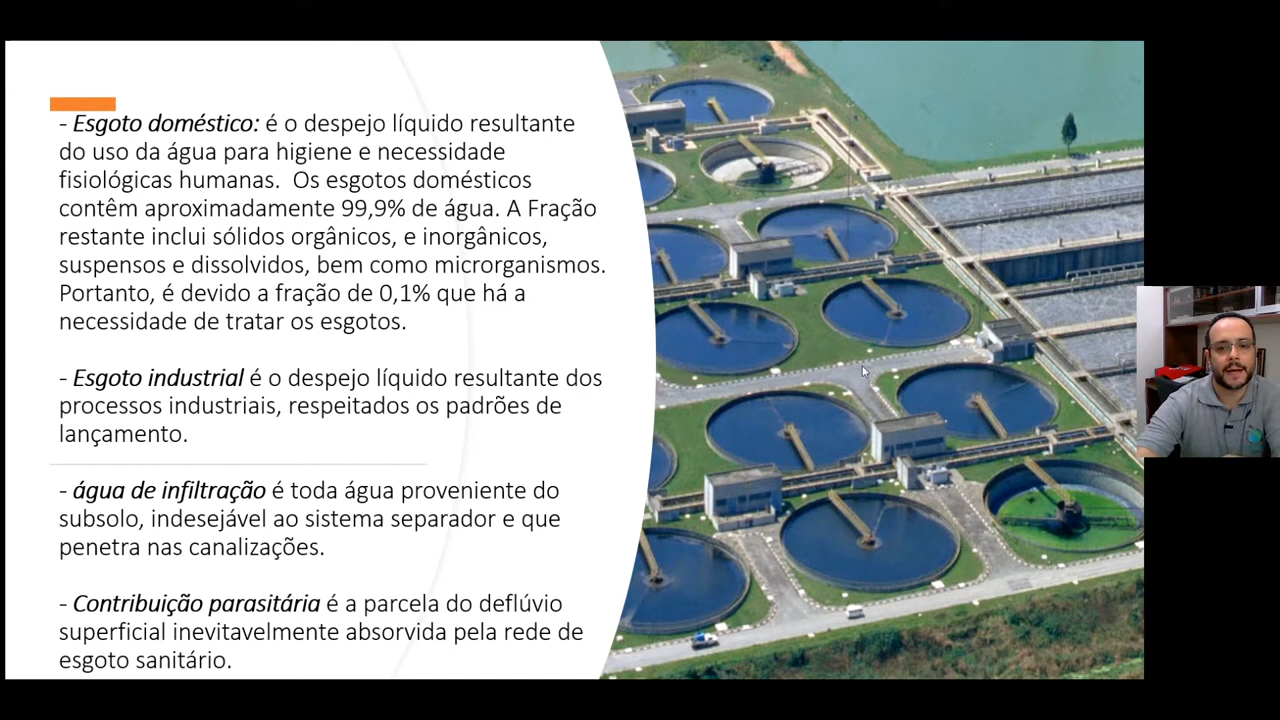 - Esgoto doméstico: é o despejo líquido resultante
do uso da água para higiene e necessidade
fisiológicas humanas. Os esgotos domésticos
contêm aproximadamente 99,9% de água. A Fração
restante inclui sólidos orgânicos, e inorgânicos,
suspensos e dissolvidos, bem como microrganismos.
Portanto, é devido a fração de 0,1% que há a
necessidade de tratar os esgotos.
- Esgoto industrial é o despejo líquido resultante dos
processos industriais, respeitados os padrões de
lançamento.
- água de infiltração é toda água proveniente do
subsolo, indesejável ao sistema separador e que
penetra nas canalizações.
- Contribuição parasitária é a parcela do deflúvio
superficial inevitavelmente absorvida pela rede de
esgoto sanitário.